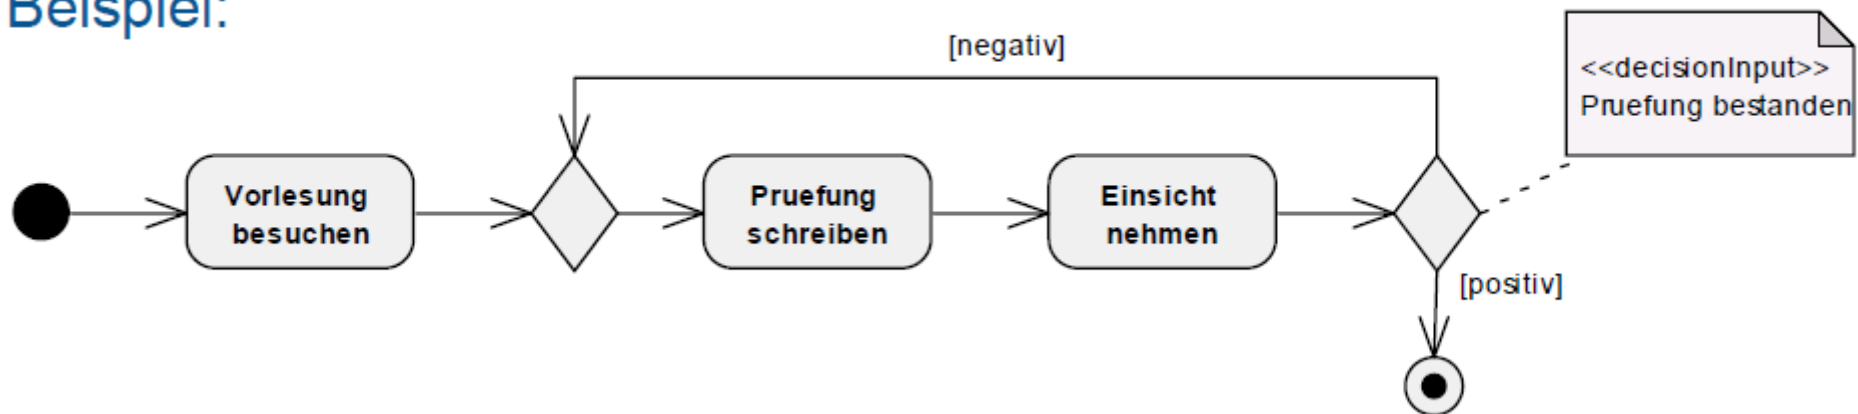 Beispiel:
[negativ]
<<decisionInput>>
Pruefung bestanden
Vorlesung
besuchen
Pruefung
schreiben
Einsicht
nehmen
[positiv]